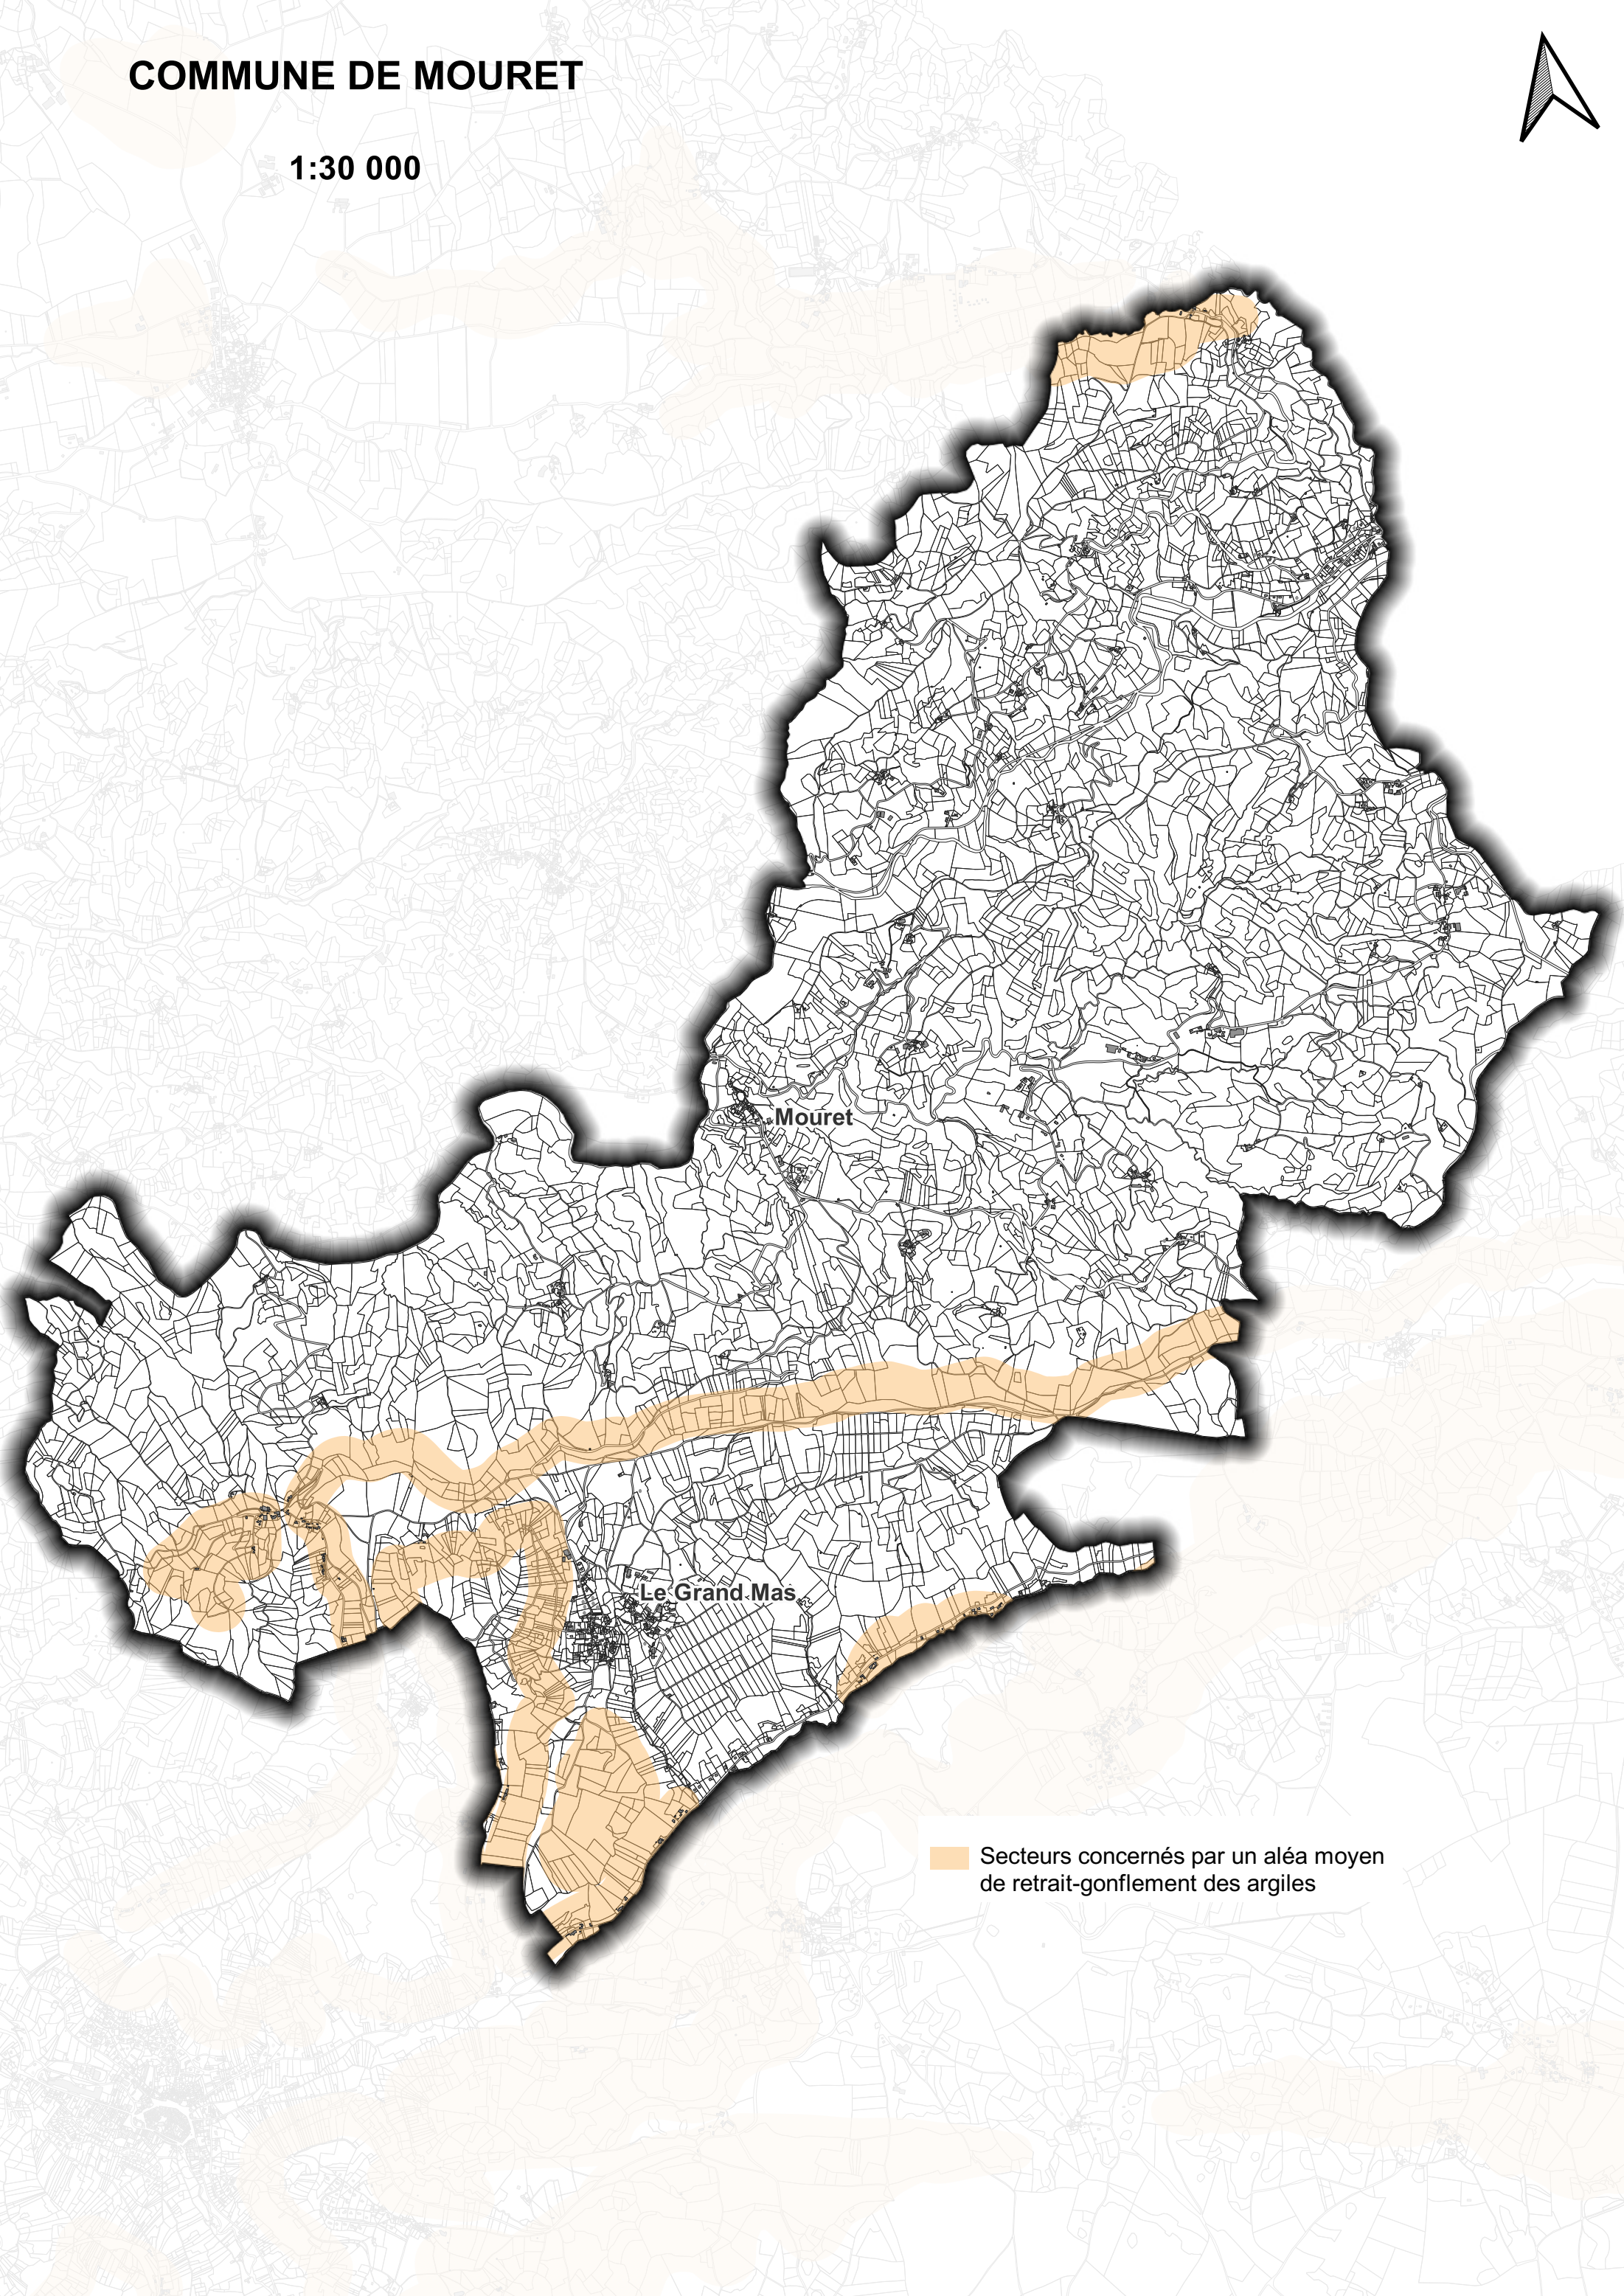 COMMUNE DE MOURET
1:30 000
Mouret
Le Grand Mas
Secteurs concernés par un aléa moyen
de retrait-gonflement des argiles